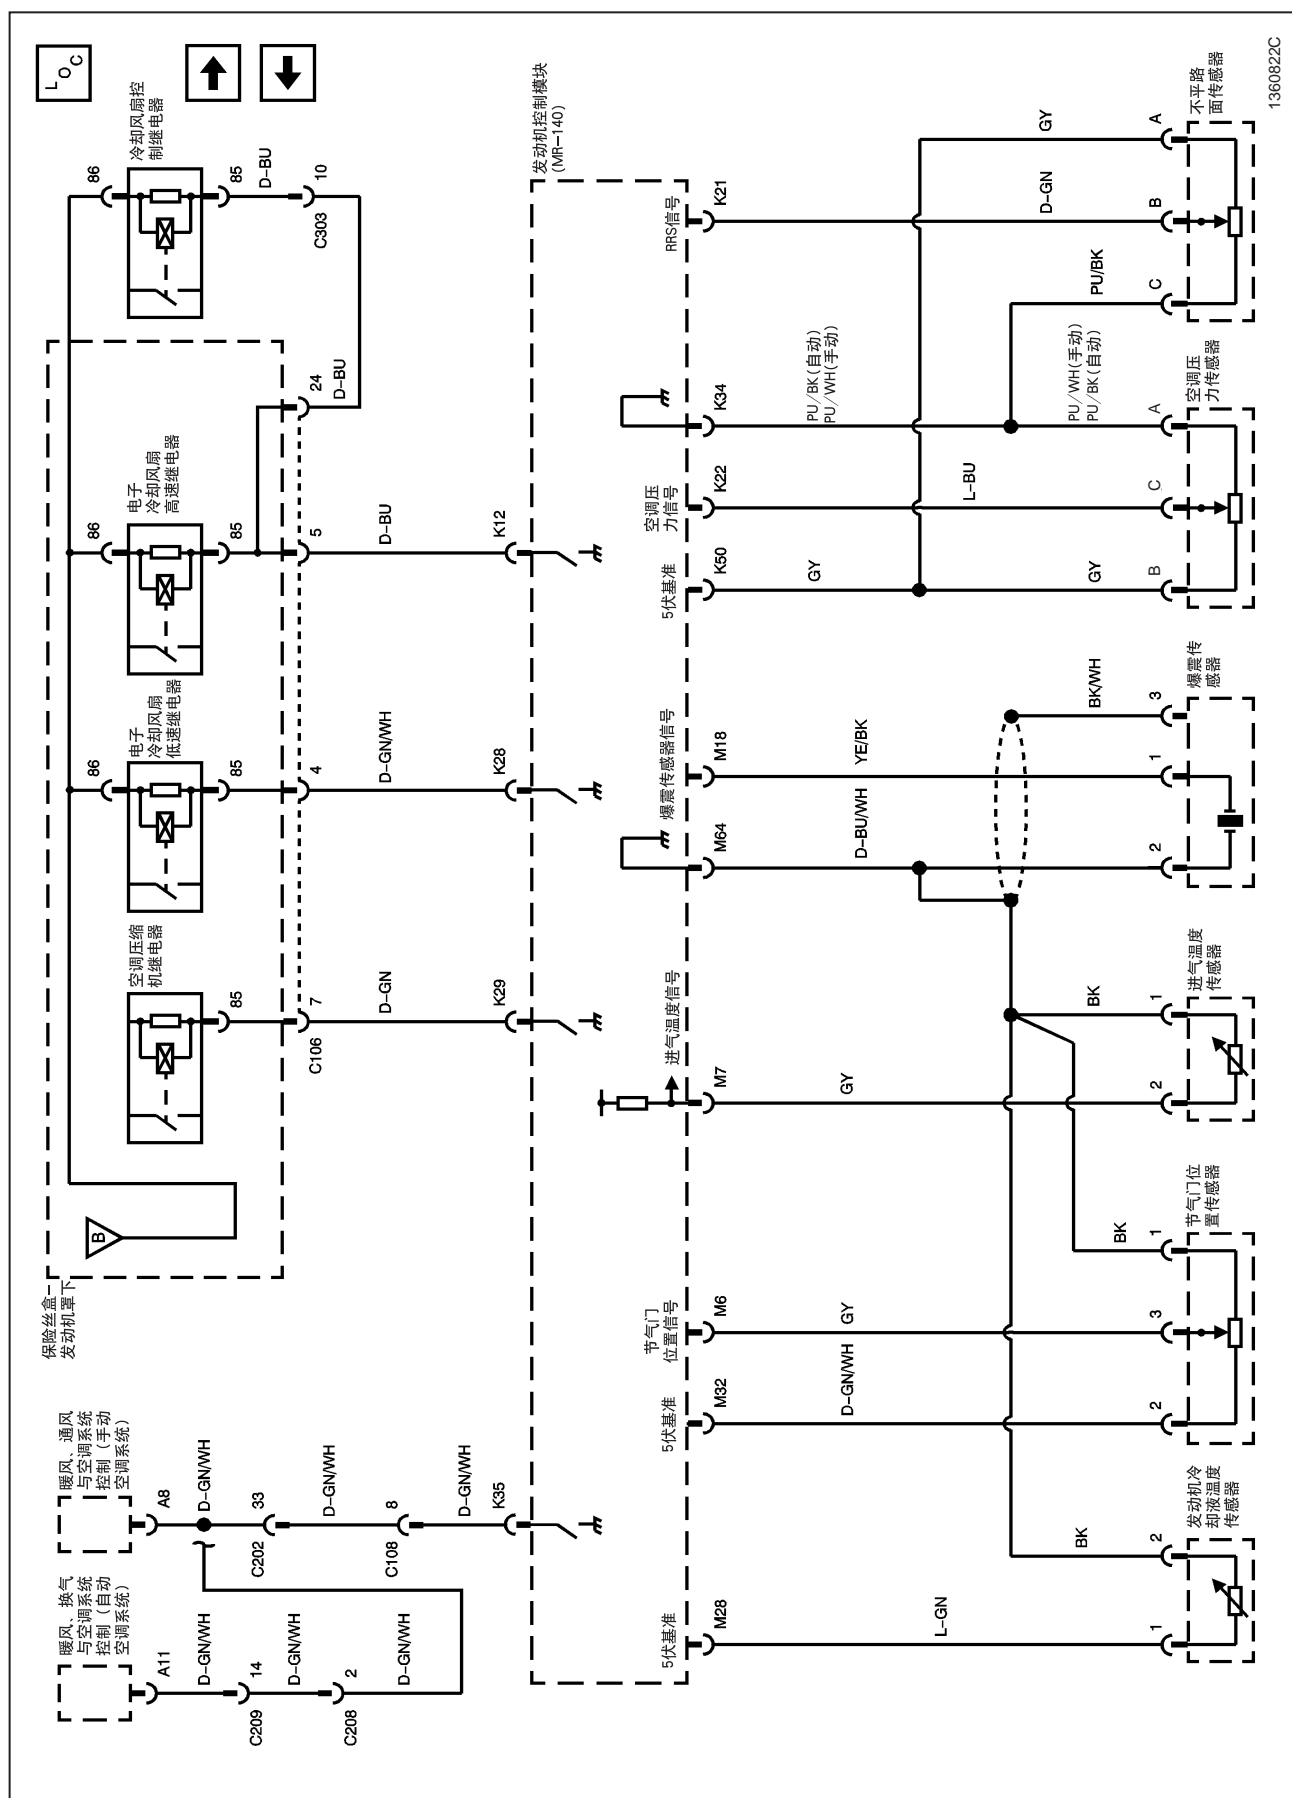 L O C
暖风、换气
与空调系统
控制（自动
空调系统）
A11
D-GN/WH
14
C209
D-GN/WH
2
C208
D-GN/WH
暖风、通风
与空调系统
控制（手动
空调系统）
A8
D-GN/WH
33
C202
D-GN/WH
8
C108
D-GN/WH
K35
保险丝盒-
发动机罩下
B
空调压缩
机继电器
85
7
C106
D-GN
K29
电子
冷却风扇
低速继电器
86
85
4
D-GN/WH
K28
电子
冷却风扇
高速继电器
86
85
5
D-BU
K12
24
D-BU
冷却风扇控
制继电器
86
85
D-BU
10
C303
发动机控制模块
(MR-140)
5伏基准
M28
L-GN
5伏基准
M32
D-GN/WH
节气门
位置信号
M6
GY
进气温度信号
M7
GY
M64
D-BU/WH
爆震传感器信号
M18
YE/BK
5伏基准
K50
GY
空调压
力信号
K22
L-BU
K34
PU/BK(自动)
PU/WH(手动)
RRS信号
K21
D-GN
GY
BK
1
2
发动机冷
却液温度
传感器
2
3
BK
1
节气门位
置传感器
2
BK
1
进气温度
传感器
2
1
BK/WH
3
爆震传
感器
GY
B
C
PU/WH(手动)
PU/BK(自动)
A
空调压
力传感器
PU/BK
C
B
A
不平路
面传感器
1360822C